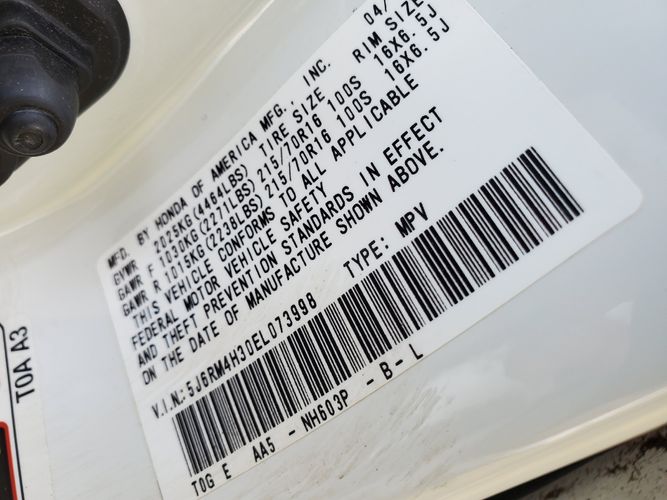 MFD. BY HONDA OF AMERICA MFG., INC. 04/
GVWR 2025KG(4464LBS) TIRE SIZE RIM SIZE
GAWR F 1030KG(2271LBS) 215/70R16 100S 16X6.5J
GAWR R 1015KG(2238LBS) 215/70R16 100S 16X6.5J
THIS VEHICLE CONFORMS TO ALL APPLICABLE
FEDERAL MOTOR VEHICLE SAFETY
AND THEFT PREVENTION STANDARDS IN EFFECT
ON THE DATE OF MANUFACTURE SHOWN ABOVE.
V.I.N.: 5J6RM4H30EL073998 TYPE: MPV
T0G E AA5 - NH603P - B - L
T0A A3